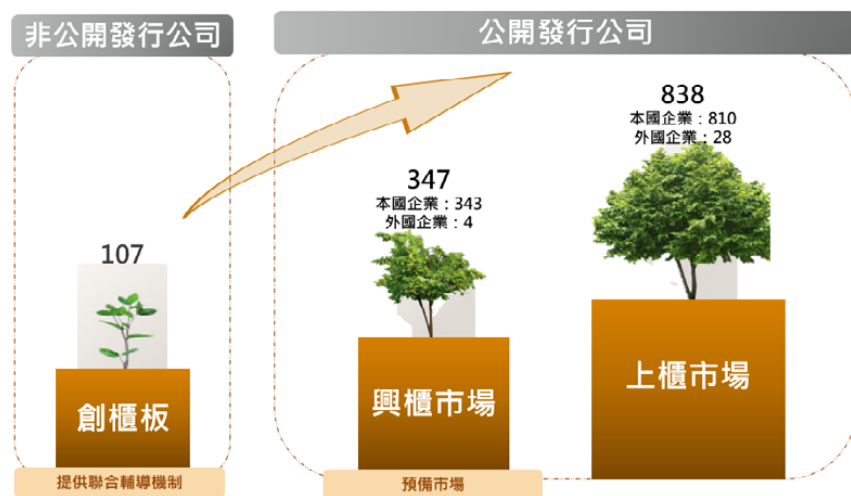 非公開發行公司
公開發行公司
107
創櫃板
提供聯合輔導機制
347
本國企業：343
外國企業：4
興櫃市場
預備市場
838
本國企業：810
外國企業：28
上櫃市場